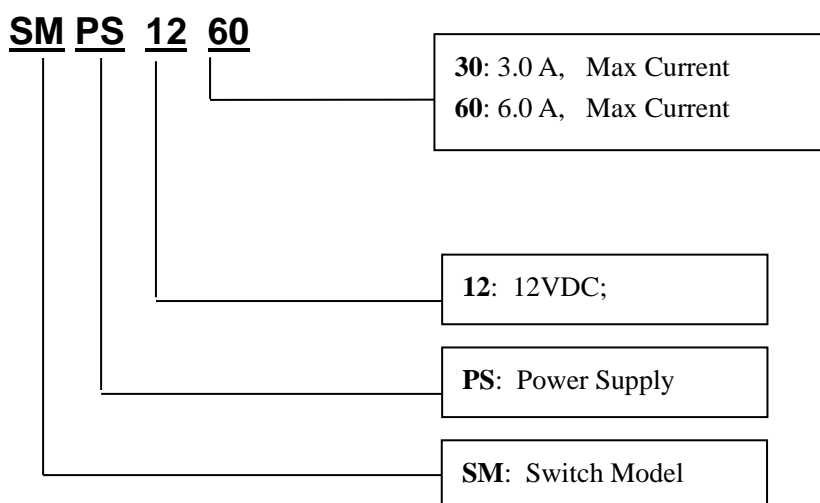 SM PS 12 60
30: 3.0 A, Max Current
60: 6.0 A, Max Current
12: 12VDC;
PS: Power Supply
SM: Switch Model